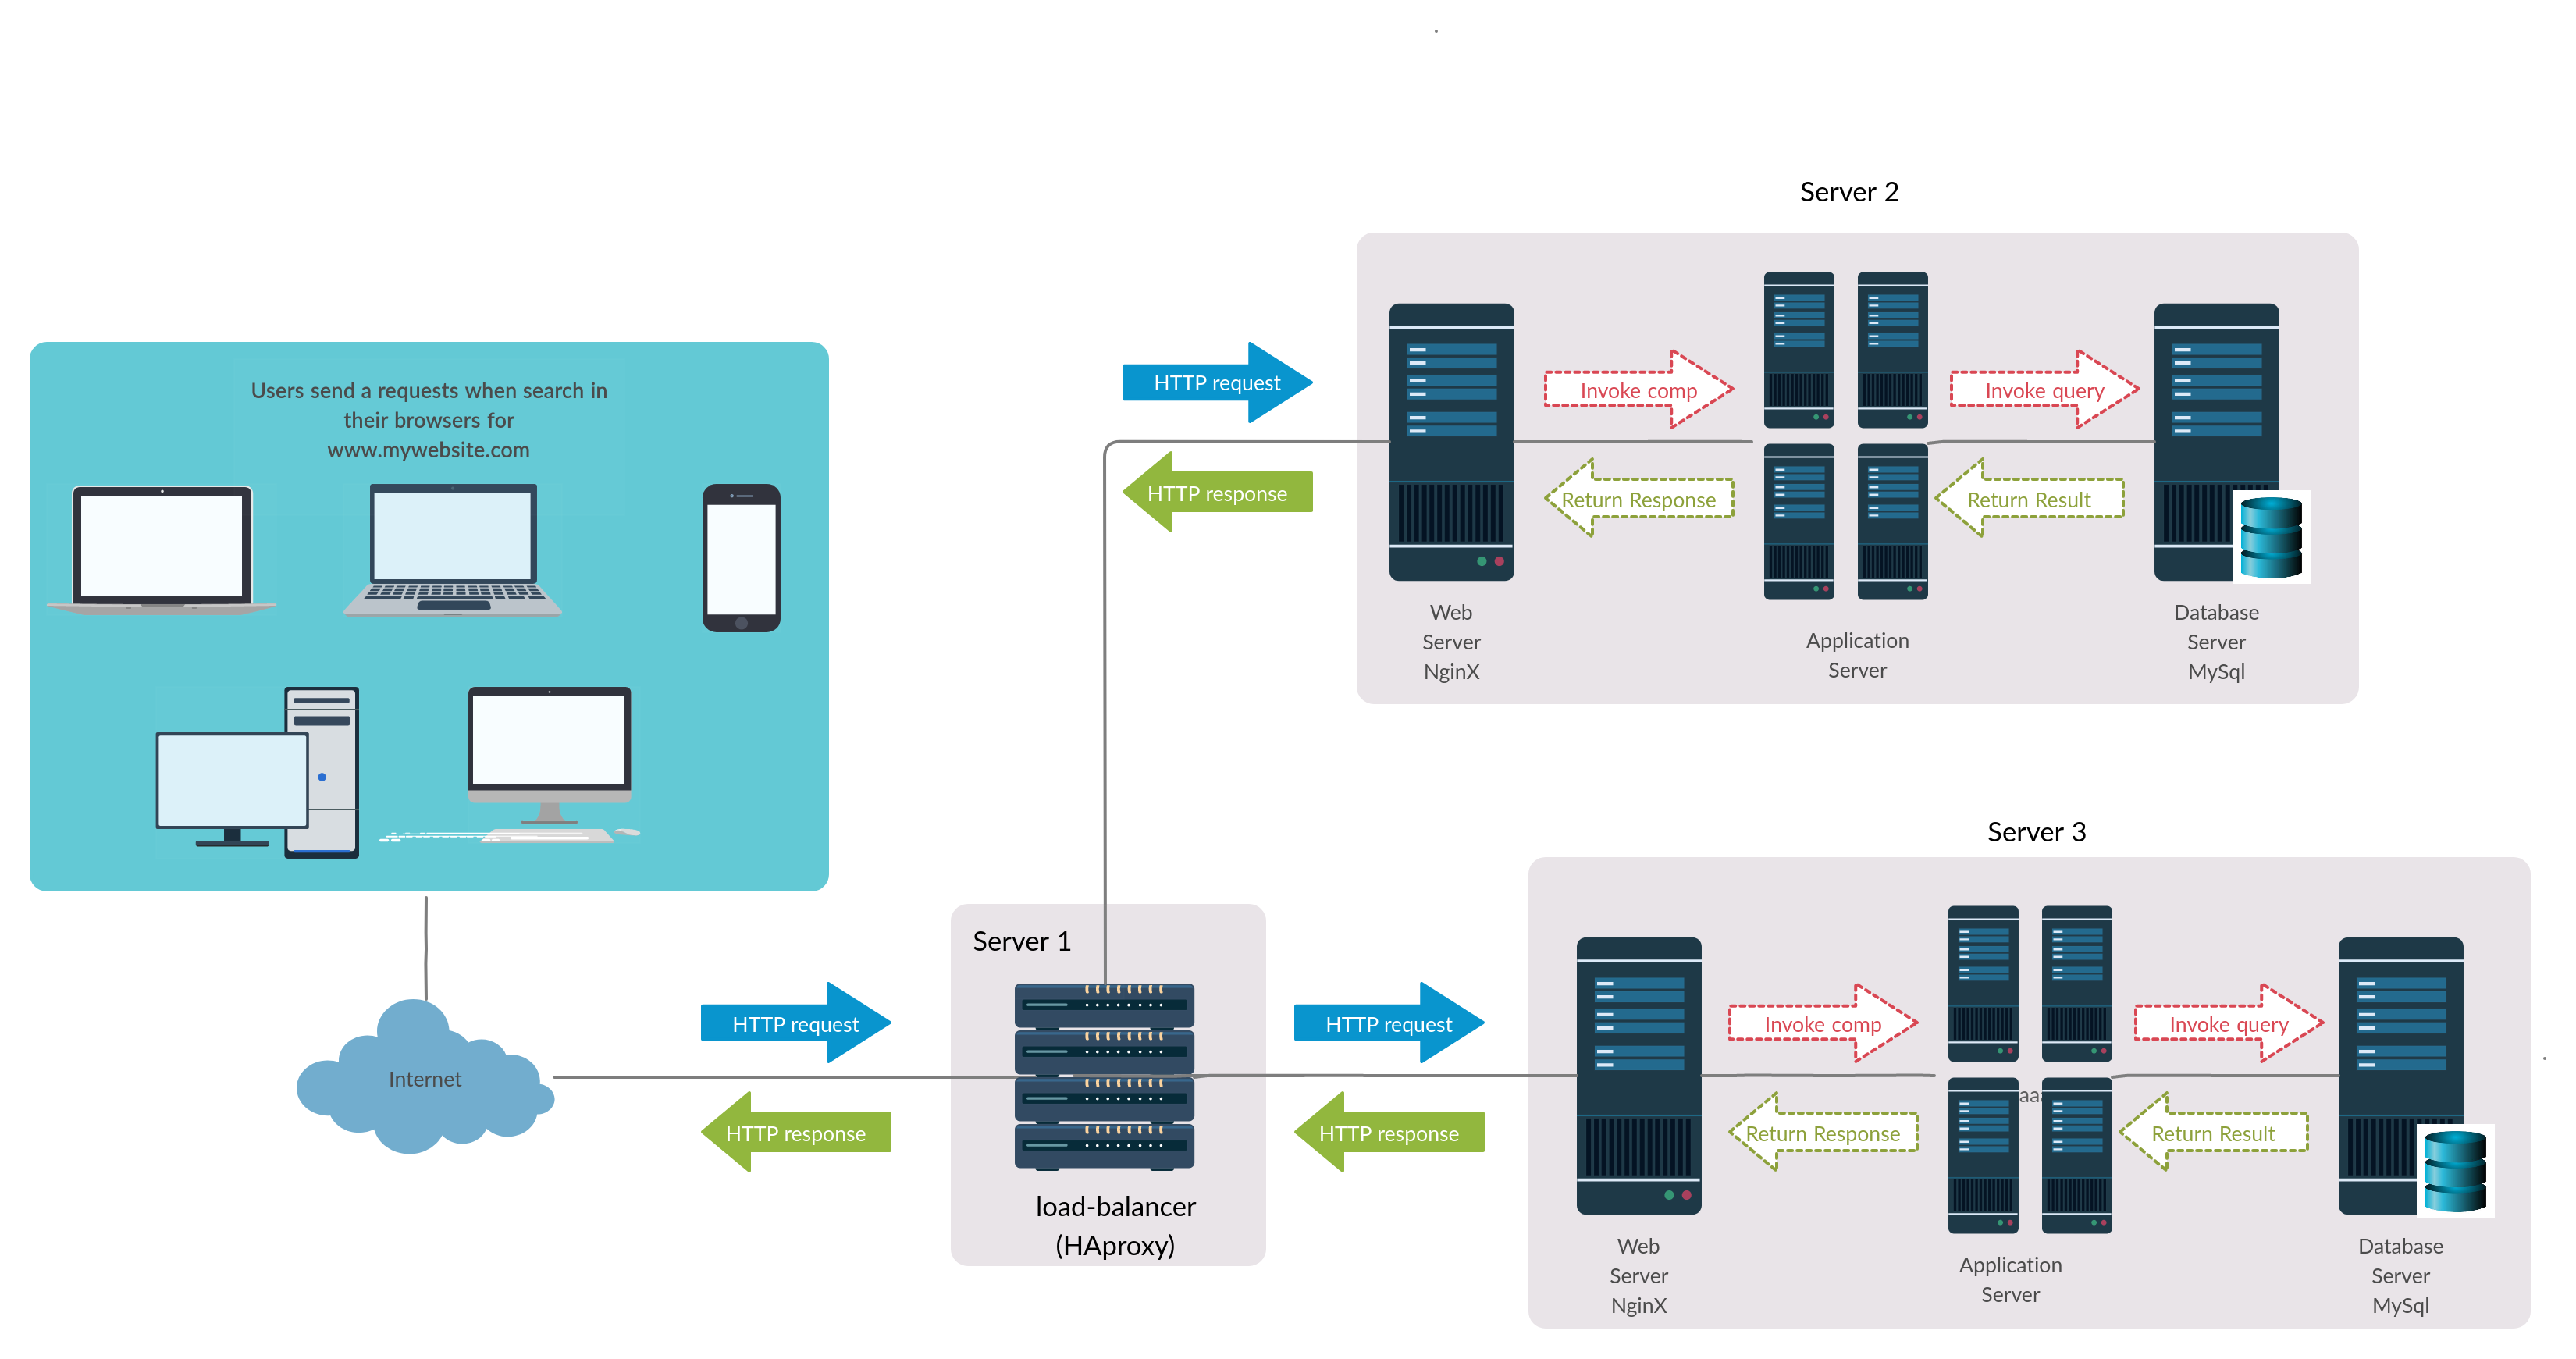 Server 2
Users send a requests when search in
their browsers for
www.mywebsite.com
HTTP request
HTTP response
Invoke comp
Return Response
Invoke query
Return Result
Web
Server
NginX
Application
Server
Database
Server
MySql
Server 3
Server 1
Internet
HTTP request
HTTP response
load-balancer
(HAproxy)
HTTP request
HTTP response
Invoke comp
Return Response
Invoke query
Return Result
Web
Server
NginX
Application
Server
Database
Server
MySql